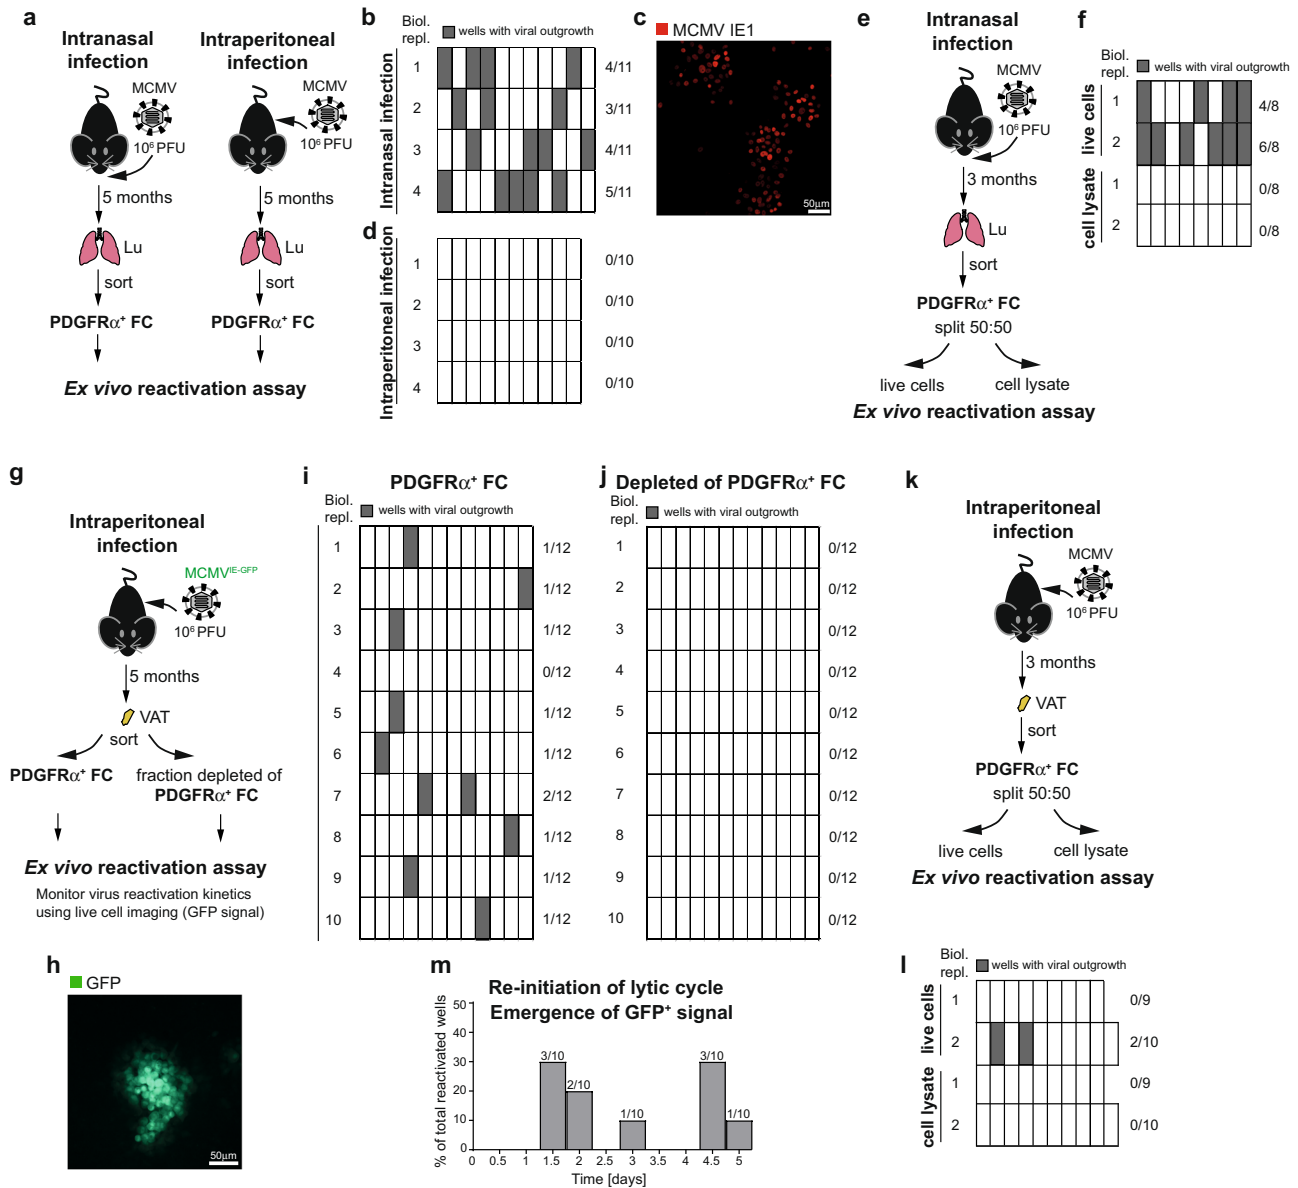 a
Intranasal
infection
Intraperitoneal
infection
MCMV
10⁶ PFU
MCMV
10⁶ PFU
5 months
5 months
Lu
Lu
sort
sort
PDGFRα⁺ FC
PDGFRα⁺ FC
Ex vivo reactivation assay
b
Biol.
repl.
wells with viral outgrowth
Intranasal infection
1
4/11
2
3/11
3
4/11
4
5/11
c
MCMV IE1
50µm
d
Intraperitoneal infection
1
0/10
2
0/10
3
0/10
4
0/10
e
Intranasal
infection
MCMV
10⁶ PFU
3 months
Lu
sort
PDGFRα⁺ FC
split 50:50
live cells
cell lysate
Ex vivo reactivation assay
f
Biol.
repl.
wells with viral outgrowth
live cells
1
4/8
2
6/8
cell lysate
1
0/8
2
0/8
g
Intraperitoneal
infection
MCMV^IE-GFP
10⁶ PFU
5 months
VAT
sort
PDGFRα⁺ FC
fraction depleted of
PDGFRα⁺ FC
Ex vivo reactivation assay
Monitor virus reactivation kinetics
using live cell imaging (GFP signal)
h
GFP
50µm
i
PDGFRα⁺ FC
Biol.
repl.
wells with viral outgrowth
1
1/12
2
1/12
3
1/12
4
0/12
5
1/12
6
1/12
7
2/12
8
1/12
9
1/12
10
1/12
j
Depleted of PDGFRα⁺ FC
Biol.
repl.
wells with viral outgrowth
1
0/12
2
0/12
3
0/12
4
0/12
5
0/12
6
0/12
7
0/12
8
0/12
9
0/12
10
0/12
k
Intraperitoneal
infection
MCMV
10⁶ PFU
3 months
VAT
sort
PDGFRα⁺ FC
split 50:50
live cells
cell lysate
Ex vivo reactivation assay
l
Biol.
repl.
wells with viral outgrowth
live cells
1
0/9
2
2/10
cell lysate
1
0/9
2
0/10
m
Re-initiation of lytic cycle
Emergence of GFP⁺ signal
% of total reactivated wells
50
40
30
20
10
0
3/10
2/10
1/10
3/10
1/10
0 0.5 1 1.5 2 2.5 3 3.5 4 4.5 5
Time [days]